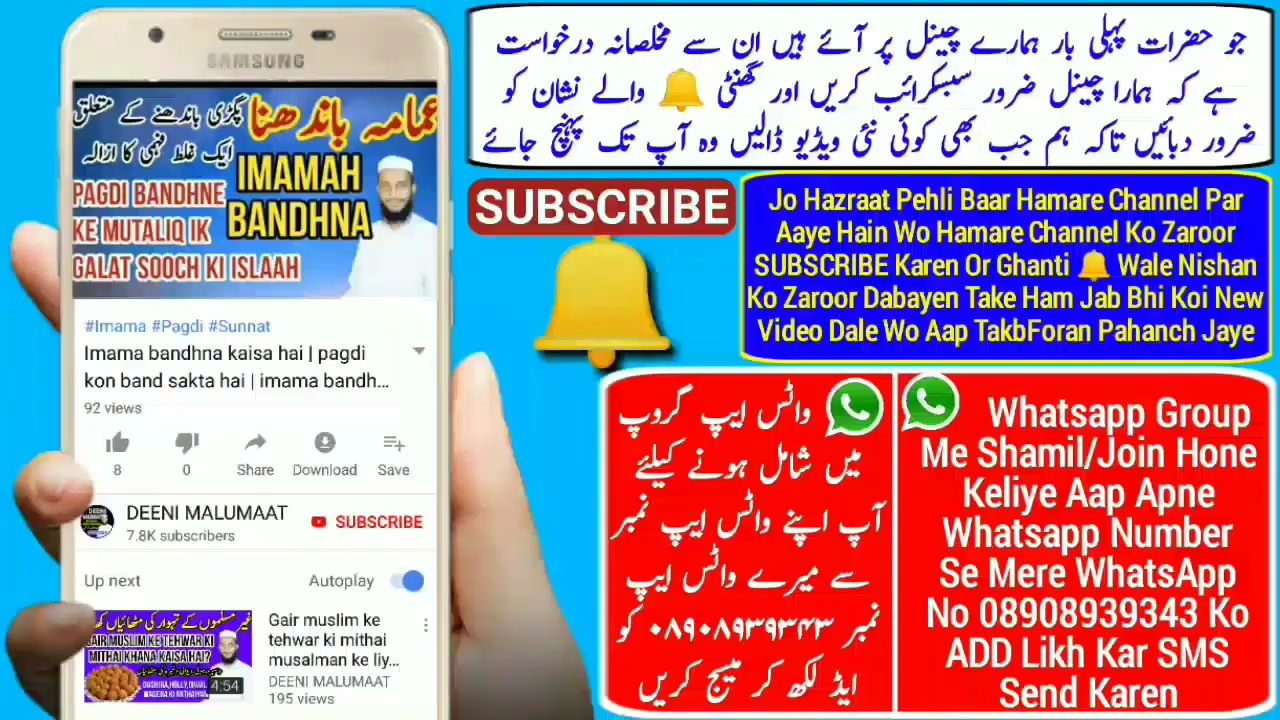 SAMSUNG
عمامہ باندھنا
پگڑی باندھنے کے متعلق
ایک غلط فہمی کا ازالہ
IMAMAH
BANDHNA
PAGDI BANDHNE
KE MUTALIQ IK
GALAT SOOCH KI ISLAAH
#Imama #Pagdi #Sunnat
Imama bandhna kaisa hai | pagdi
kon band sakta hai | imama bandh...
92 views
8
0
Share
Download
Save
DEENI MALUMAAT
7.8K subscribers
SUBSCRIBE
Up next
Autoplay
غیر مسلموں کے تہوار کی مٹھائیاں
GAIR MUSLIM KE TEHWAR KI
MITHAI KHANA KAISA HAI?
4:54
Gair muslim ke
tehwar ki mithai
musalman ke liy...
DEENI MALUMAAT
195 views
جو حضرات پہلی بار ہمارے چینل پر آئے ہیں ان سے مخلصانہ درخواست
ہے کہ ہمارا چینل ضرور سبسکرائب کریں اور گھنٹی 🔔 والے نشان کو
ضرور دبائیں تاکہ ہم جب بھی کوئی نئی ویڈیو ڈالیں وہ آپ تک پہنچ جائے
SUBSCRIBE
Jo Hazraat Pehli Baar Hamare Channel Par
Aaye Hain Wo Hamare Channel Ko Zaroor
SUBSCRIBE Karen Or Ghanti 🔔 Wale Nishan
Ko Zaroor Dabayen Take Ham Jab Bhi Koi New
Video Dale Wo Aap TakbForan Pahanch Jaye
واٹس ایپ گروپ
میں شامل ہونے کیلئے
آپ اپنے واٹس ایپ نمبر
سے میرے واٹس ایپ
نمبر ۰۸۹۰۸۹۳۹۳۴۳ کو
ایڈ لکھ کر میسج کریں
Whatsapp Group
Me Shamil/Join Hone
Keliye Aap Apne
Whatsapp Number
Se Mere WhatsApp
No 08908939343 Ko
ADD Likh Kar SMS
Send Karen